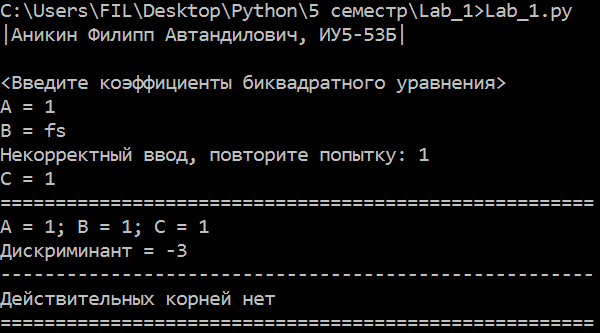 C:\Users\FIL\Desktop\Python\5 семестр\Lab_1>Lab_1.py
|Аникин Филипп Автандилович, ИУ5-53Б|
<Введите коэффициенты биквадратного уравнения>
A = 1
B = fs
Некорректный ввод, повторите попытку: 1
C = 1
======================================================
A = 1; B = 1; C = 1
Дискриминант = -3
------------------------------------------------------
Действительных корней нет
======================================================